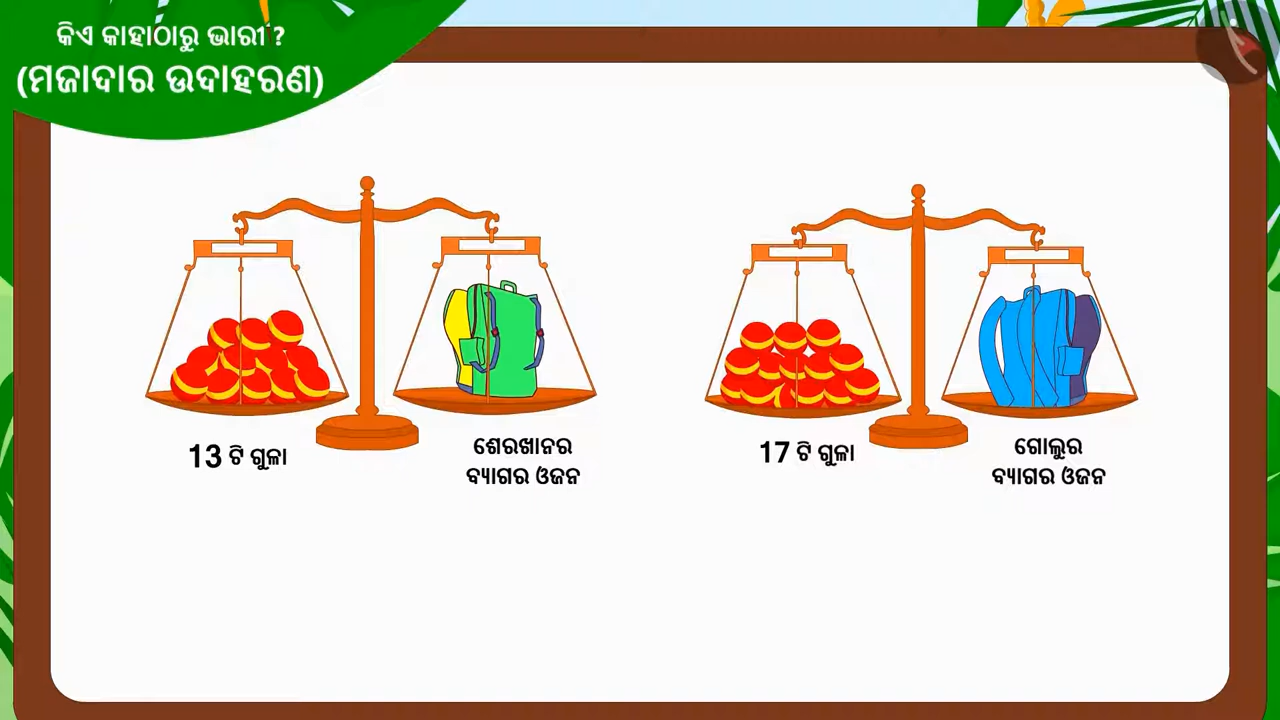 କିଏ କାହାଠାରୁ ଭାରୀ ?
(ମଜାଦାର ଉଦାହରଣ)
13 ଟି ଗୁଳା
ଶେରଖାନର
ବ୍ୟାଗର ଓଜନ
17 ଟି ଗୁଳା
ଗୋଲୁର
ବ୍ୟାଗର ଓଜନ